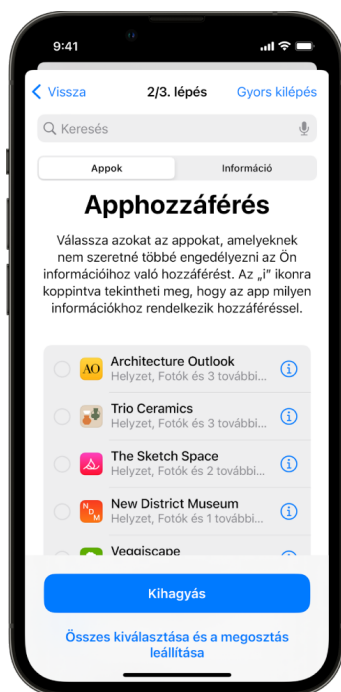 9:41
Vissza
2/3. lépés
Gyors kilépés
Keresés
Appok
Információ
Apphozzáférés
Válassza azokat az appokat, amelyeknek
nem szeretné többé engedélyezni az Ön
információihoz való hozzáférést. Az „i” ikonra
koppintva tekintheti meg, hogy az app milyen
információkhoz rendelkezik hozzáféréssel.
AO
Architecture Outlook
Helyzet, Fotók és 3 további...
Trio Ceramics
Helyzet, Fotók és 3 további...
The Sketch Space
Helyzet, Fotók és 2 további...
NDM
New District Museum
Helyzet, Fotók és 1 további...
Veggiscape
Kihagyás
Összes kiválasztása és a megosztás
leállítása